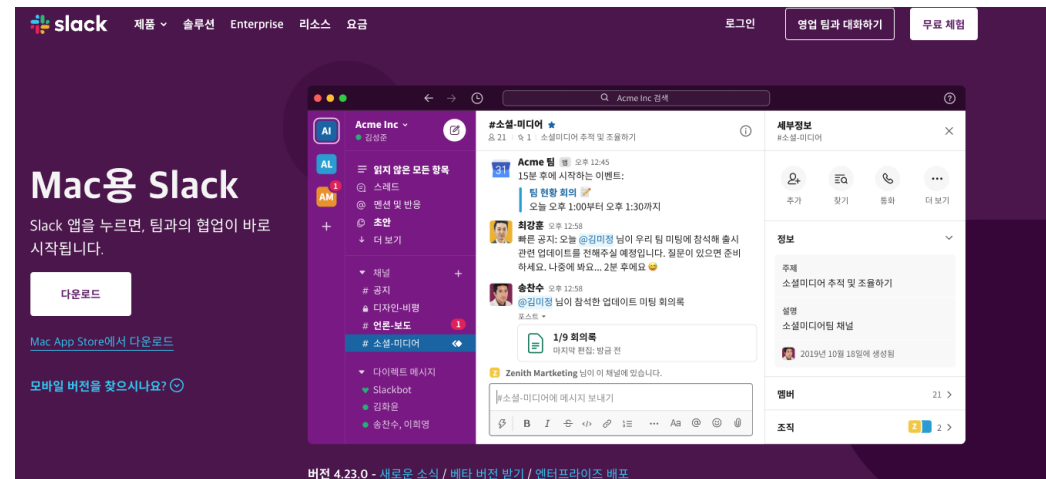 slack 제품 솔루션 Enterprise 리소스 요금 로그인 영업 팀과 대화하기 무료 체험
Mac용 Slack
Slack 앱을 누르면, 팀과의 협업이 바로
시작됩니다.
다운로드
Mac App Store에서 다운로드
모바일 버전을 찾으시나요?
Acme Inc 검색
AI
AL
AM
1
Acme Inc
김성준
읽지 않은 모든 항목
스레드
멘션 및 반응
초안
더 보기
채널
# 공지
디자인-비평
# 언론-보도 1
# 소셜-미디어
다이렉트 메시지
Slackbot
김화윤
송찬수, 이희영
#소셜-미디어
21 | 1 | 소셜미디어 추적 및 조율하기
31
Acme 팀 앱 오후 12:45
15분 후에 시작하는 이벤트:
팀 현황 회의
오늘 오후 1:00부터 오후 1:30까지
최강훈 오후 12:58
빠른 공지: 오늘 @김미정 님이 우리 팀 미팅에 참석해 출시
관련 업데이트를 전해주실 예정입니다. 질문이 있으면 준비
하세요. 나중에 봐요... 2분 후에요
송찬수 오후 12:58
@김미정 님이 참석한 업데이트 미팅 회의록
포스트
1/9 회의록
마지막 편집: 방금 전
Z Zenith Martketing 님이 이 채널에 있습니다.
#소셜-미디어에 메시지 보내기
B I S </> ... Aa @
세부정보
#소셜-미디어
추가 찾기 통화 더 보기
정보
주제
소셜미디어 추적 및 조율하기
설명
소셜미디어팀 채널
2019년 10월 18일에 생성됨
멤버 21
조직 Z 2
버전 4.23.0 - 새로운 소식 / 베타 버전 받기 / 엔터프라이즈 배포